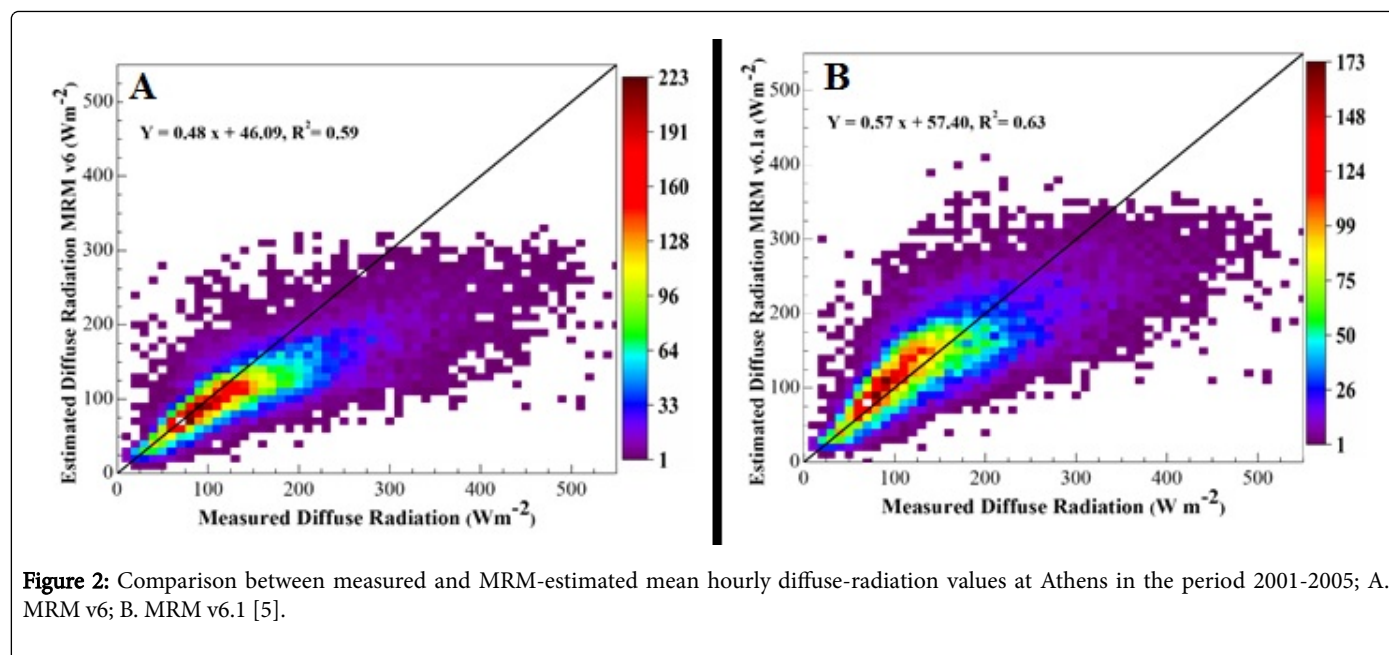 A
Y = 0.48 x + 46.09, R²= 0.59
Estimated Diffuse Radiation MRM v6 (Wm⁻²)
500
400
300
200
100
0
0 100 200 300 400 500
Measured Diffuse Radiation (Wm⁻²)
223
191
160
128
96
64
33
1
B
Y = 0.57 x + 57.40, R²= 0.63
Estimated Diffuse Radiation MRM v6.1a (Wm⁻²)
500
400
300
200
100
0
0 100 200 300 400 500
Measured Diffuse Radiation (W m⁻²)
173
148
124
99
75
50
26
1
Figure 2: Comparison between measured and MRM-estimated mean hourly diffuse-radiation values at Athens in the period 2001-2005; A.
MRM v6; B. MRM v6.1 [5].